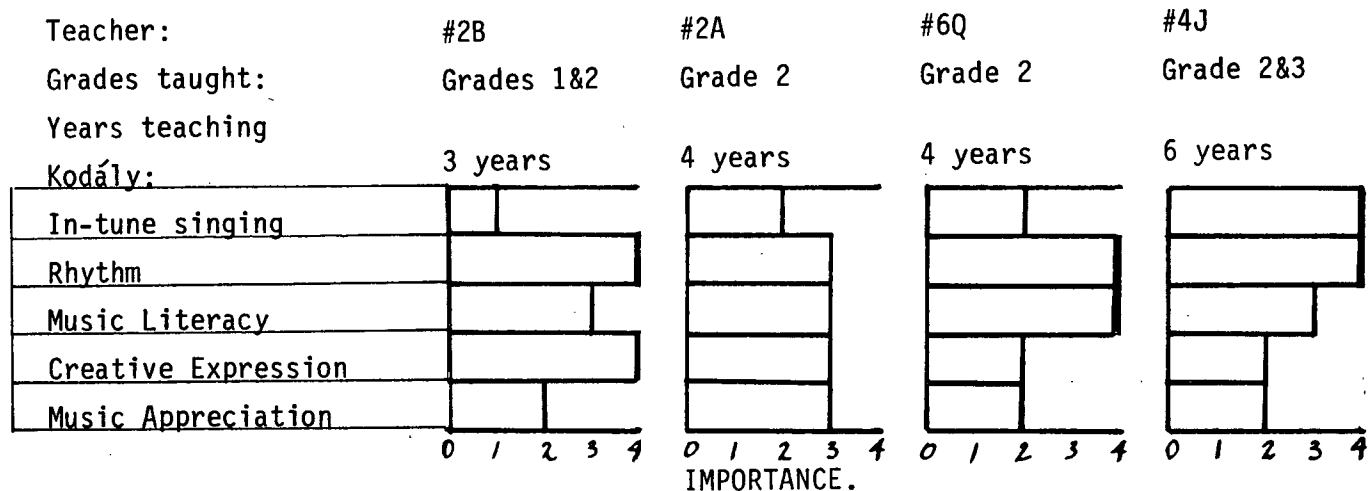 Teacher: #2B #2A #6Q #4J
Grades taught: Grades 1&2 Grade 2 Grade 2 Grade 2&3
Years teaching
Kodály: 3 years 4 years 4 years 6 years
In-tune singing
Rhythm
Music Literacy
Creative Expression
Music Appreciation
0 1 2 3 4 0 1 2 3 4 0 1 2 3 4 0 1 2 3 4
IMPORTANCE.